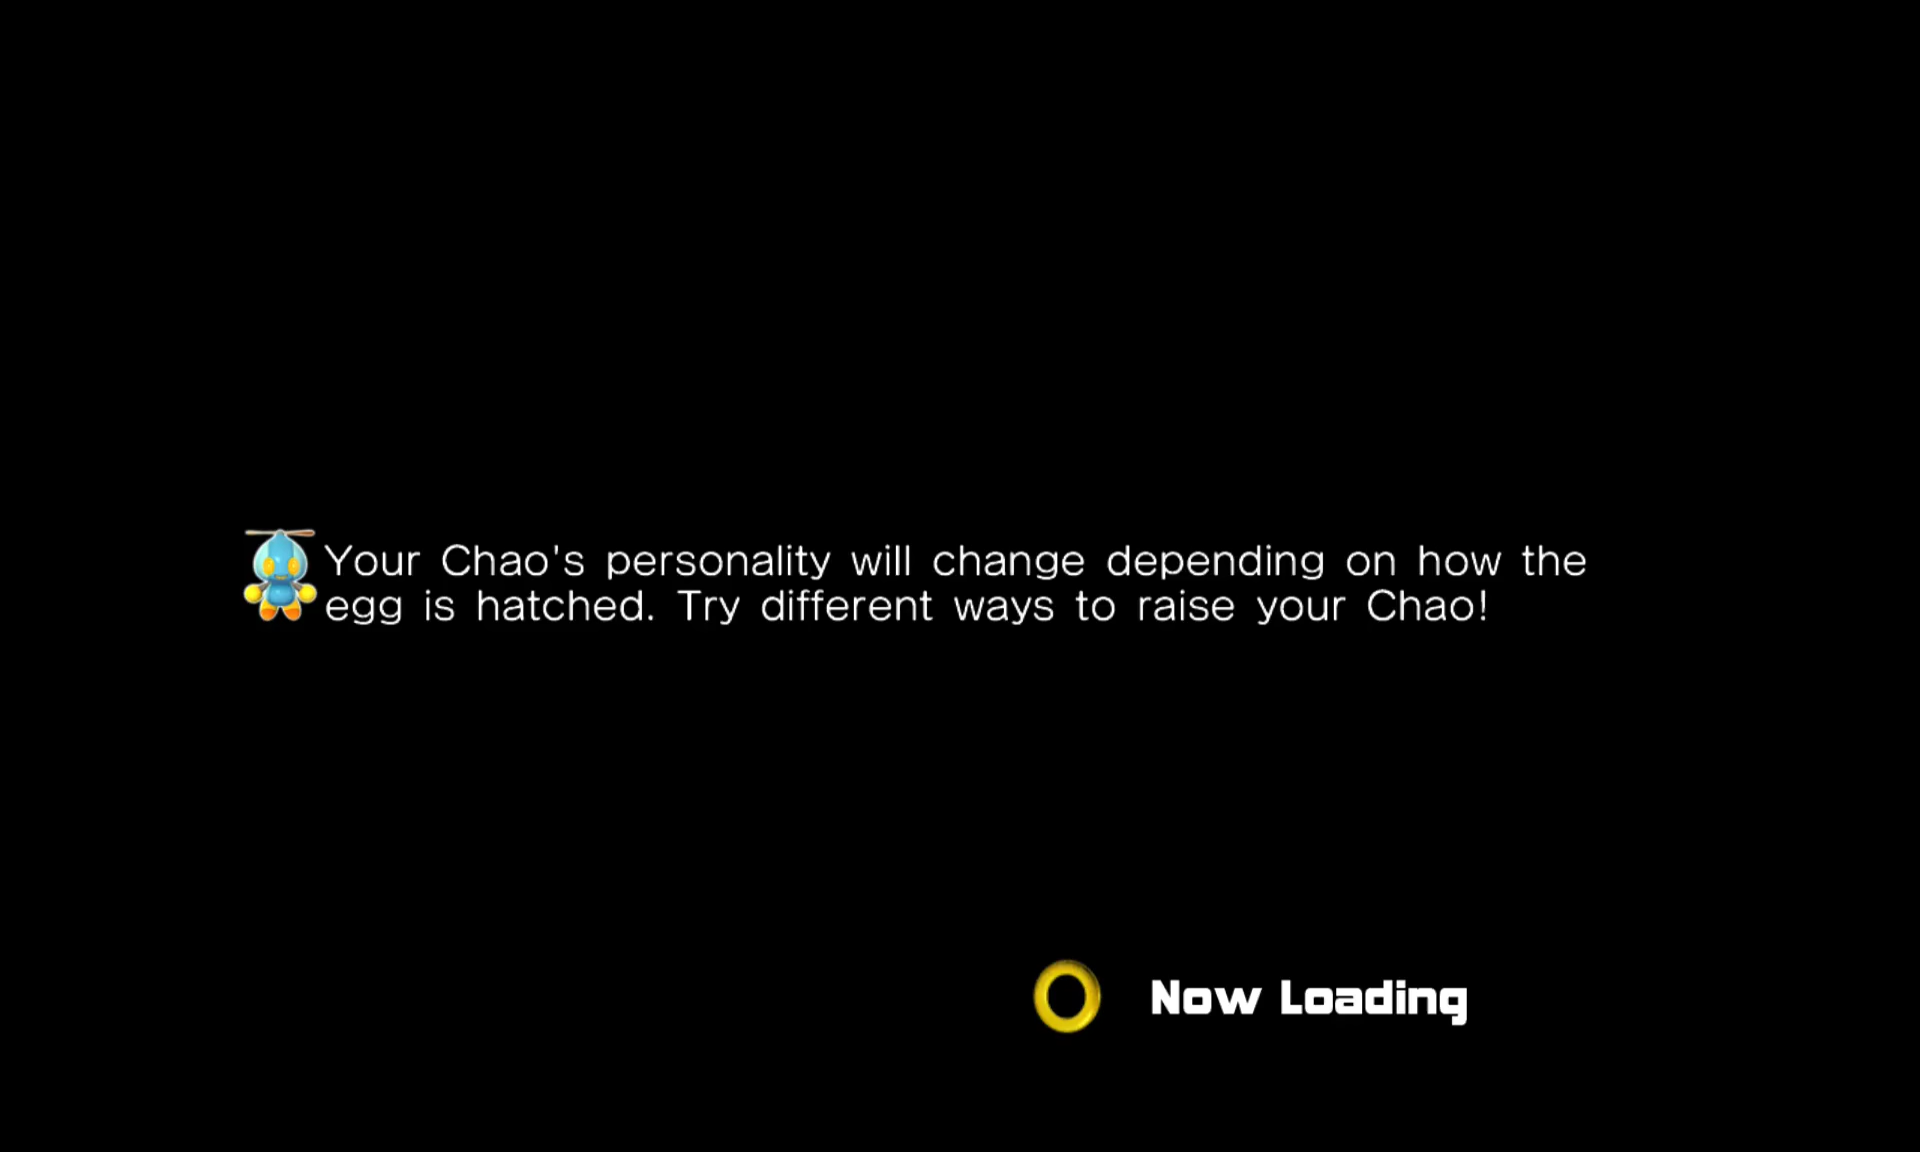 Your Chao's personality will change depending on how the
egg is hatched. Try different ways to raise your Chao!
Now Loading